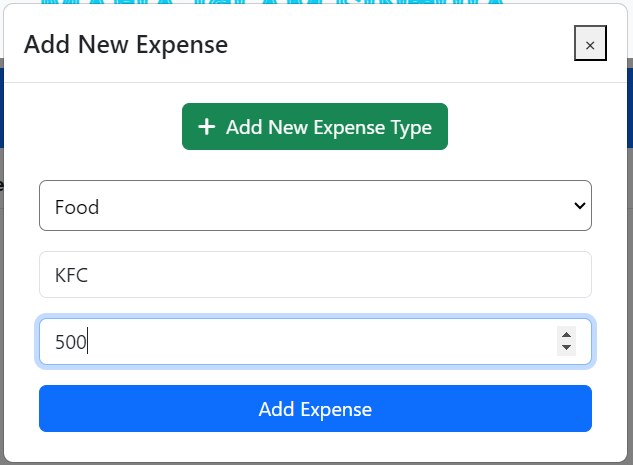 Add New Expense
×
+ Add New Expense Type
Food
KFC
500
Add Expense